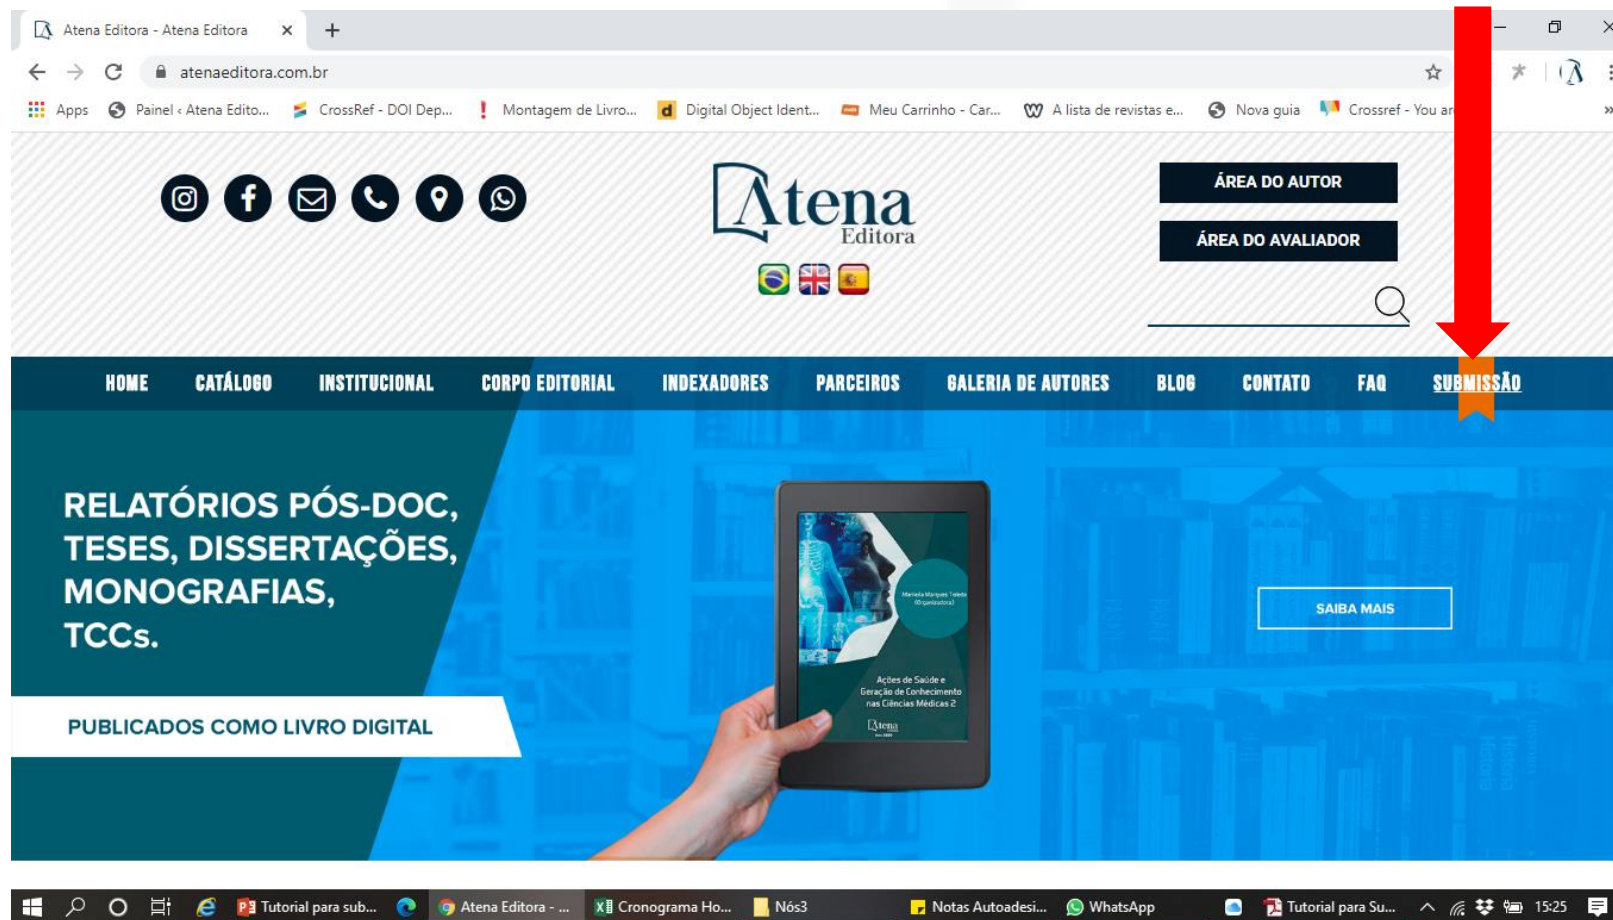 Atena Editora - Atena Editora
atenaeditora.com.br
Apps Painel ‹ Atena Edito... CrossRef - DOI Dep... Montagem de Livro... Digital Object Ident... Meu Carrinho - Car... A lista de revistas e... Nova guia Crossref - You ar
Atena
Editora
ÁREA DO AUTOR
ÁREA DO AVALIADOR
HOME CATÁLOGO INSTITUCIONAL CORPO EDITORIAL INDEXADORES PARCEIROS GALERIA DE AUTORES BLOG CONTATO FAQ SUBMISSÃO
RELATÓRIOS PÓS-DOC,
TESES, DISSERTAÇÕES,
MONOGRAFIAS,
TCCs.
PUBLICADOS COMO LIVRO DIGITAL
(Organizadora)
Ações de Saúde e
Geração de Conhecimento
nas Ciências Médicas 2
Atena
SAIBA MAIS
Tutorial para sub... Atena Editora - ... Cronograma Ho... Nós3 Notas Autoadesi... WhatsApp Tutorial para Su... 15:25